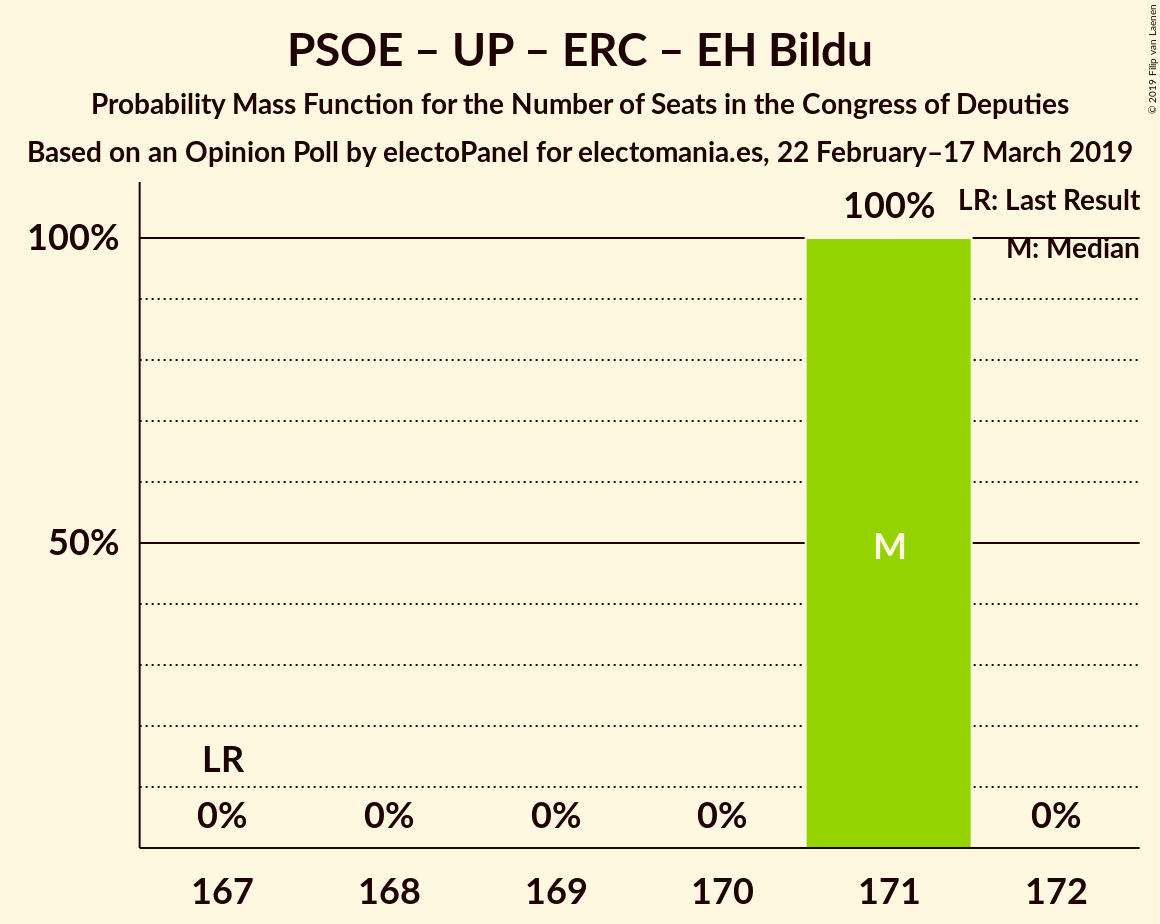 PSOE – UP – ERC – EH Bildu
Probability Mass Function for the Number of Seats in the Congress of Deputies
Based on an Opinion Poll by electoPanel for electomania.es, 22 February–17 March 2019
© 2019 Filip van Laenen
LR: Last Result
M: Median
100%
100%
50%
M
LR
0%
0%
0%
0%
0%
167
168
169
170
171
172